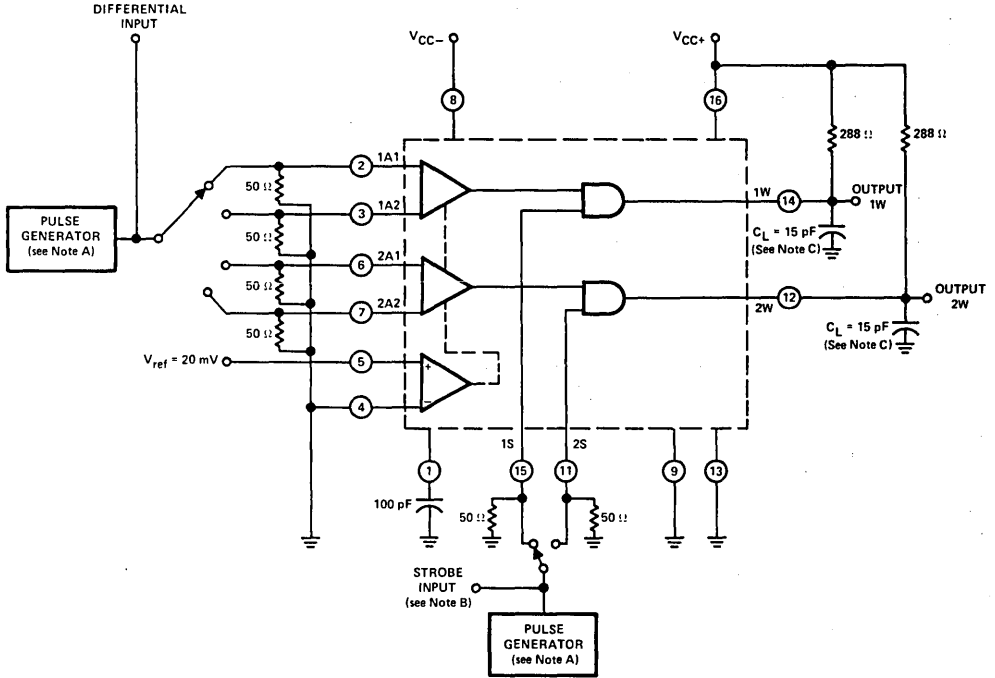 DIFFERENTIAL
INPUT
VCC−
VCC+
8
16
288 Ω
288 Ω
2
1A1
50 Ω
1W
14
OUTPUT
1W
PULSE
GENERATOR
(see Note A)
3
1A2
50 Ω
CL = 15 pF
(See Note C)
6
2A1
50 Ω
7
2A2
50 Ω
2W
12
OUTPUT
2W
CL = 15 pF
(See Note C)
Vref = 20 mV
5
+
4
−
1S
2S
1
15
11
9
13
100 pF
50 Ω
50 Ω
STROBE
INPUT
(see Note B)
PULSE
GENERATOR
(see Note A)